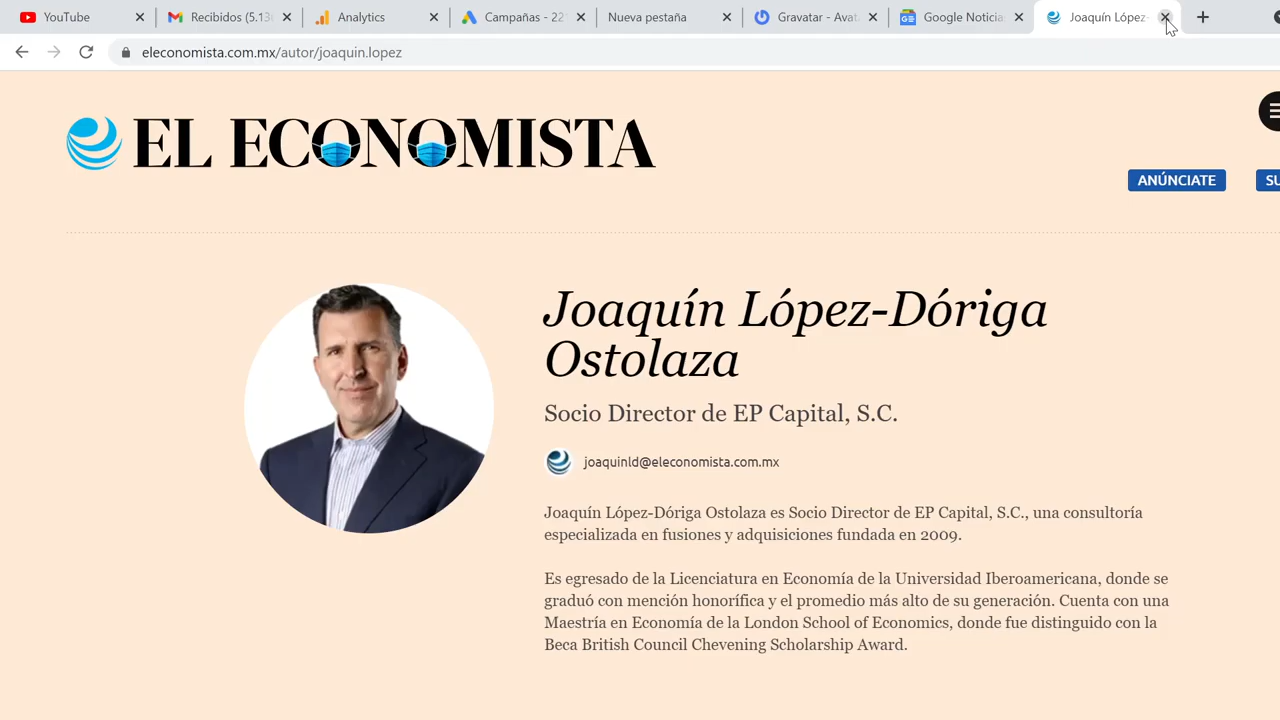 YouTube
Recibidos (5.13
Analytics
Campañas - 22
Nueva pestaña
Gravatar - Avat
Google Noticia
Joaquín López-
eleconomista.com.mx/autor/joaquin.lopez
EL ECONOMISTA
ANÚNCIATE
SU
Joaquín López-Dóriga
Ostolaza
Socio Director de EP Capital, S.C.
joaquinld@eleconomista.com.mx
Joaquín López-Dóriga Ostolaza es Socio Director de EP Capital, S.C., una consultoría
especializada en fusiones y adquisiciones fundada en 2009.
Es egresado de la Licenciatura en Economía de la Universidad Iberoamericana, donde se
graduó con mención honorífica y el promedio más alto de su generación. Cuenta con una
Maestría en Economía de la London School of Economics, donde fue distinguido con la
Beca British Council Chevening Scholarship Award.